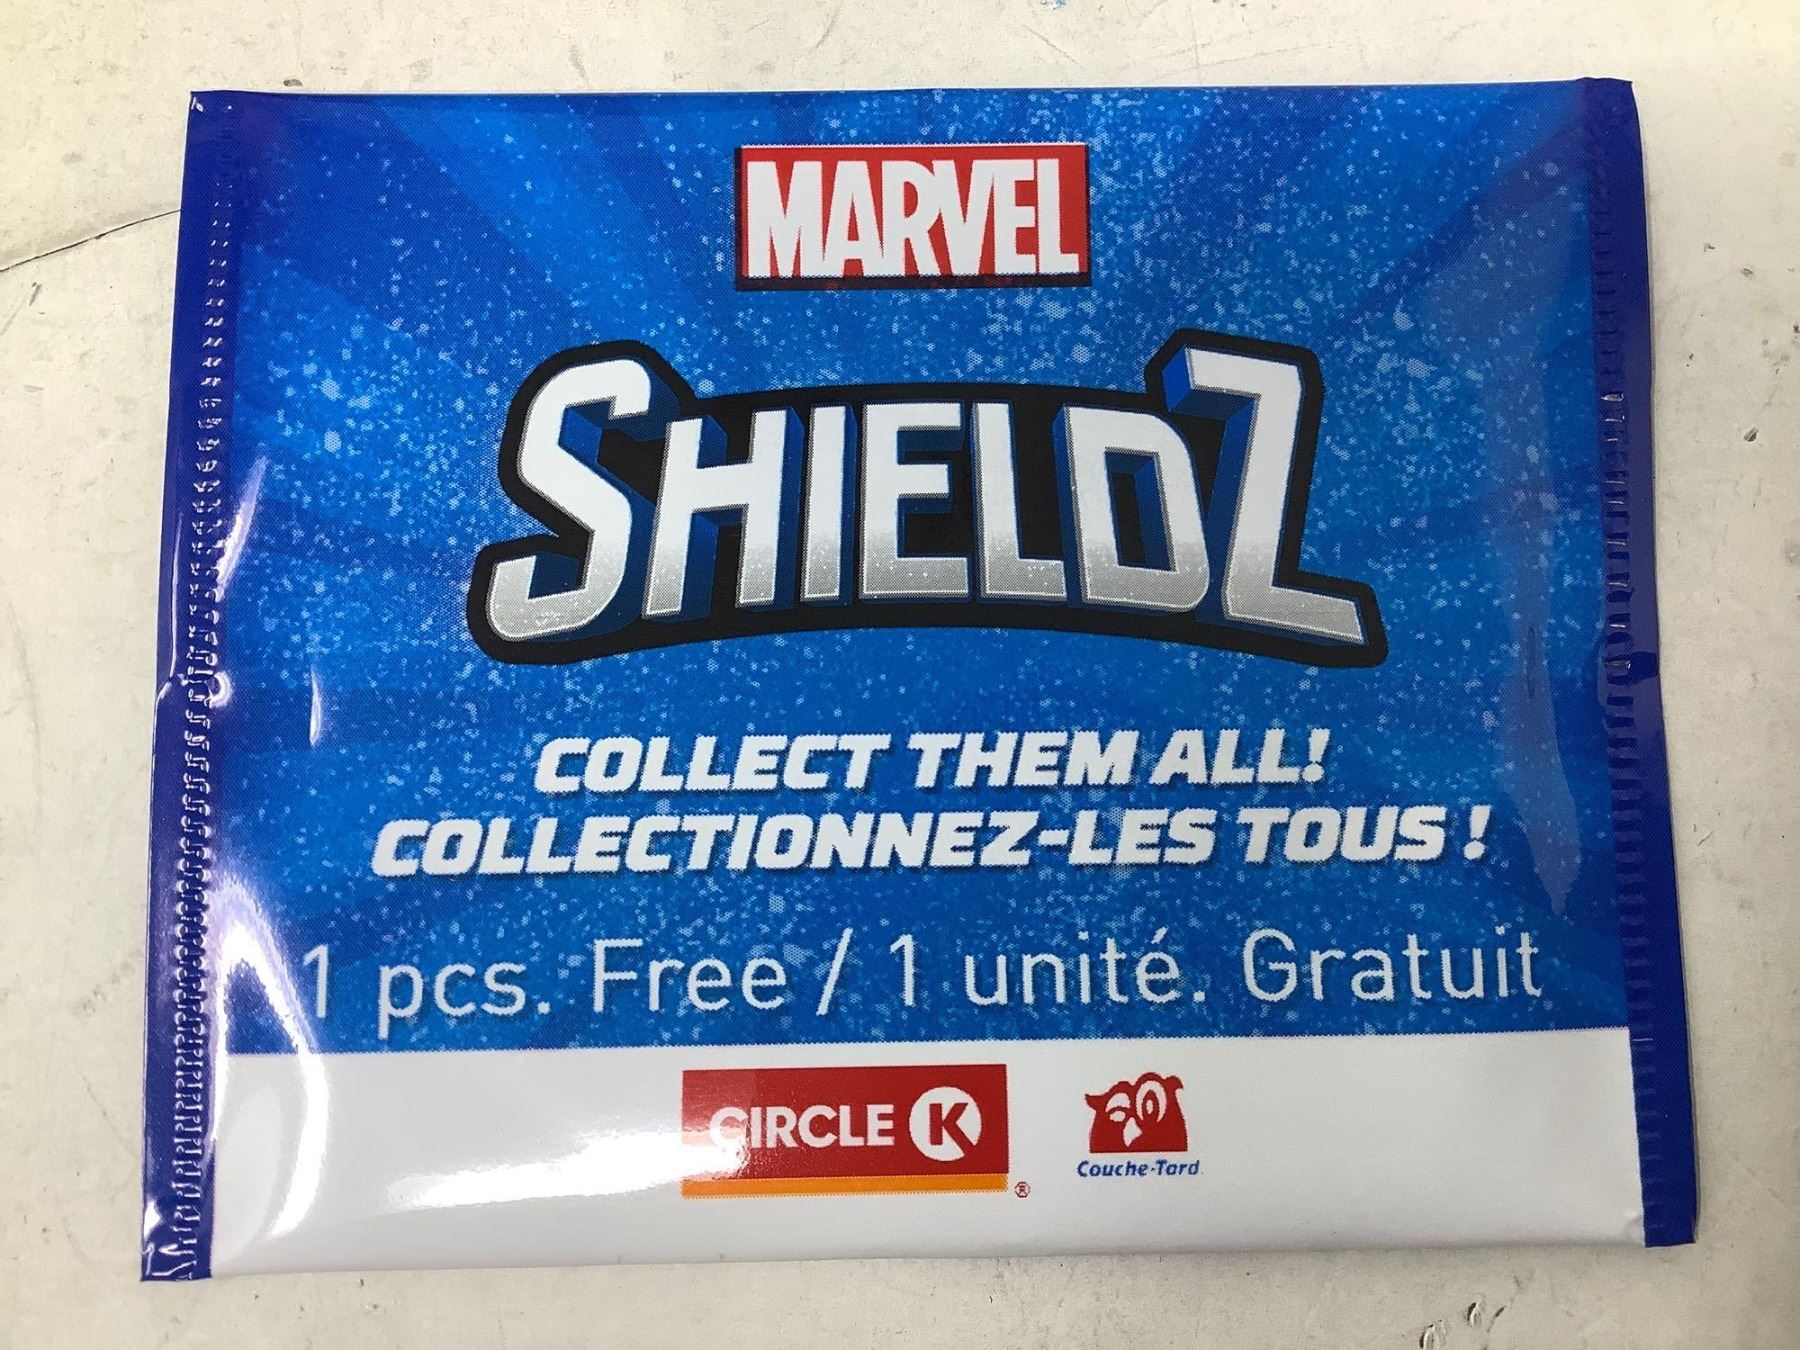 MARVEL
SHIELDZ
COLLECT THEM ALL!
COLLECTIONNEZ-LES TOUS !
1 pcs. Free / 1 unité. Gratuit
CIRCLE K ®
Couche-Tard